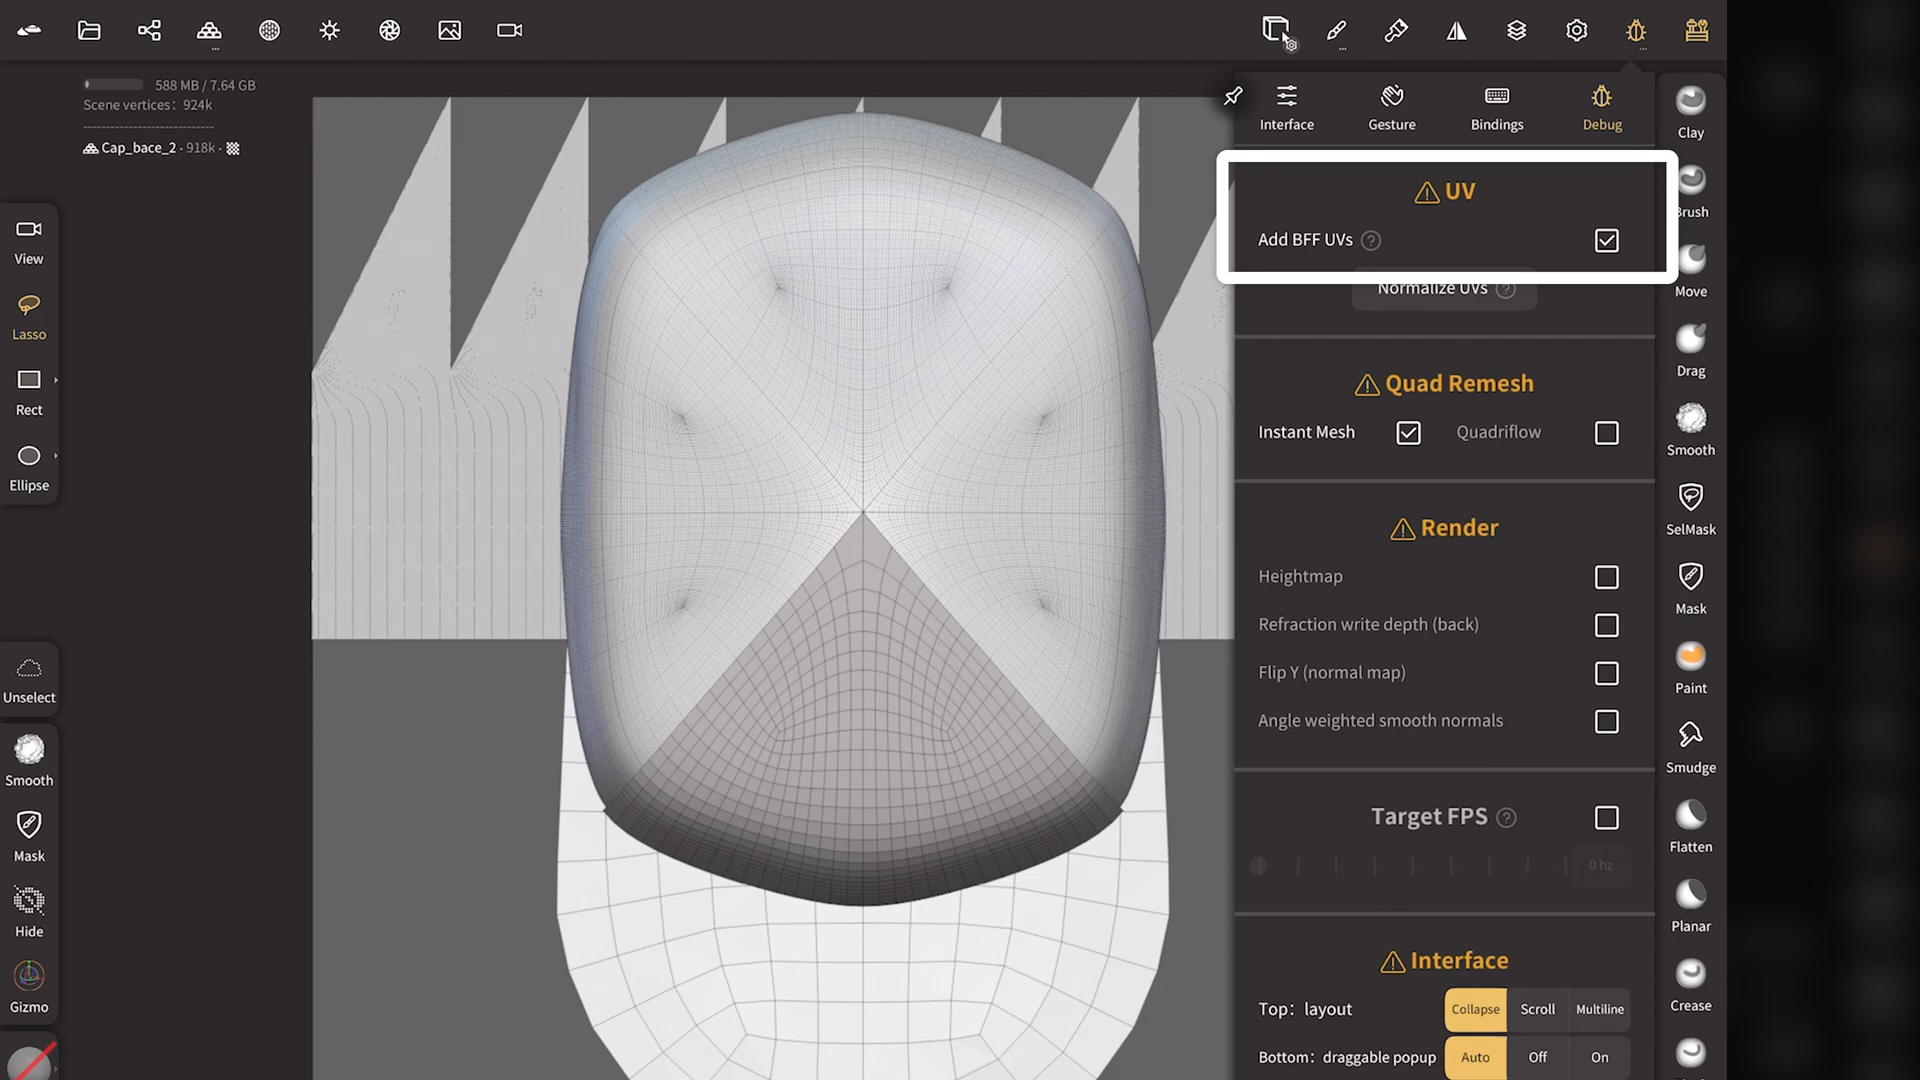 588 MB / 7.64 GB
Scene vertices: 924k
Cap_bace_2 - 918k -
View
Lasso
Rect
Ellipse
Unselect
Smooth
Mask
Hide
Gizmo
Interface
Gesture
Bindings
Debug
UV
Add BFF UVs ?
Normalize UVs ?
Quad Remesh
Instant Mesh
Quadriflow
Render
Heightmap
Refraction write depth (back)
Flip Y (normal map)
Angle weighted smooth normals
Target FPS ?
0 hz
Interface
Top: layout
Collapse
Scroll
Multiline
Bottom: draggable popup
Auto
Off
On
Clay
Brush
Move
Drag
Smooth
SelMask
Mask
Paint
Smudge
Flatten
Planar
Crease